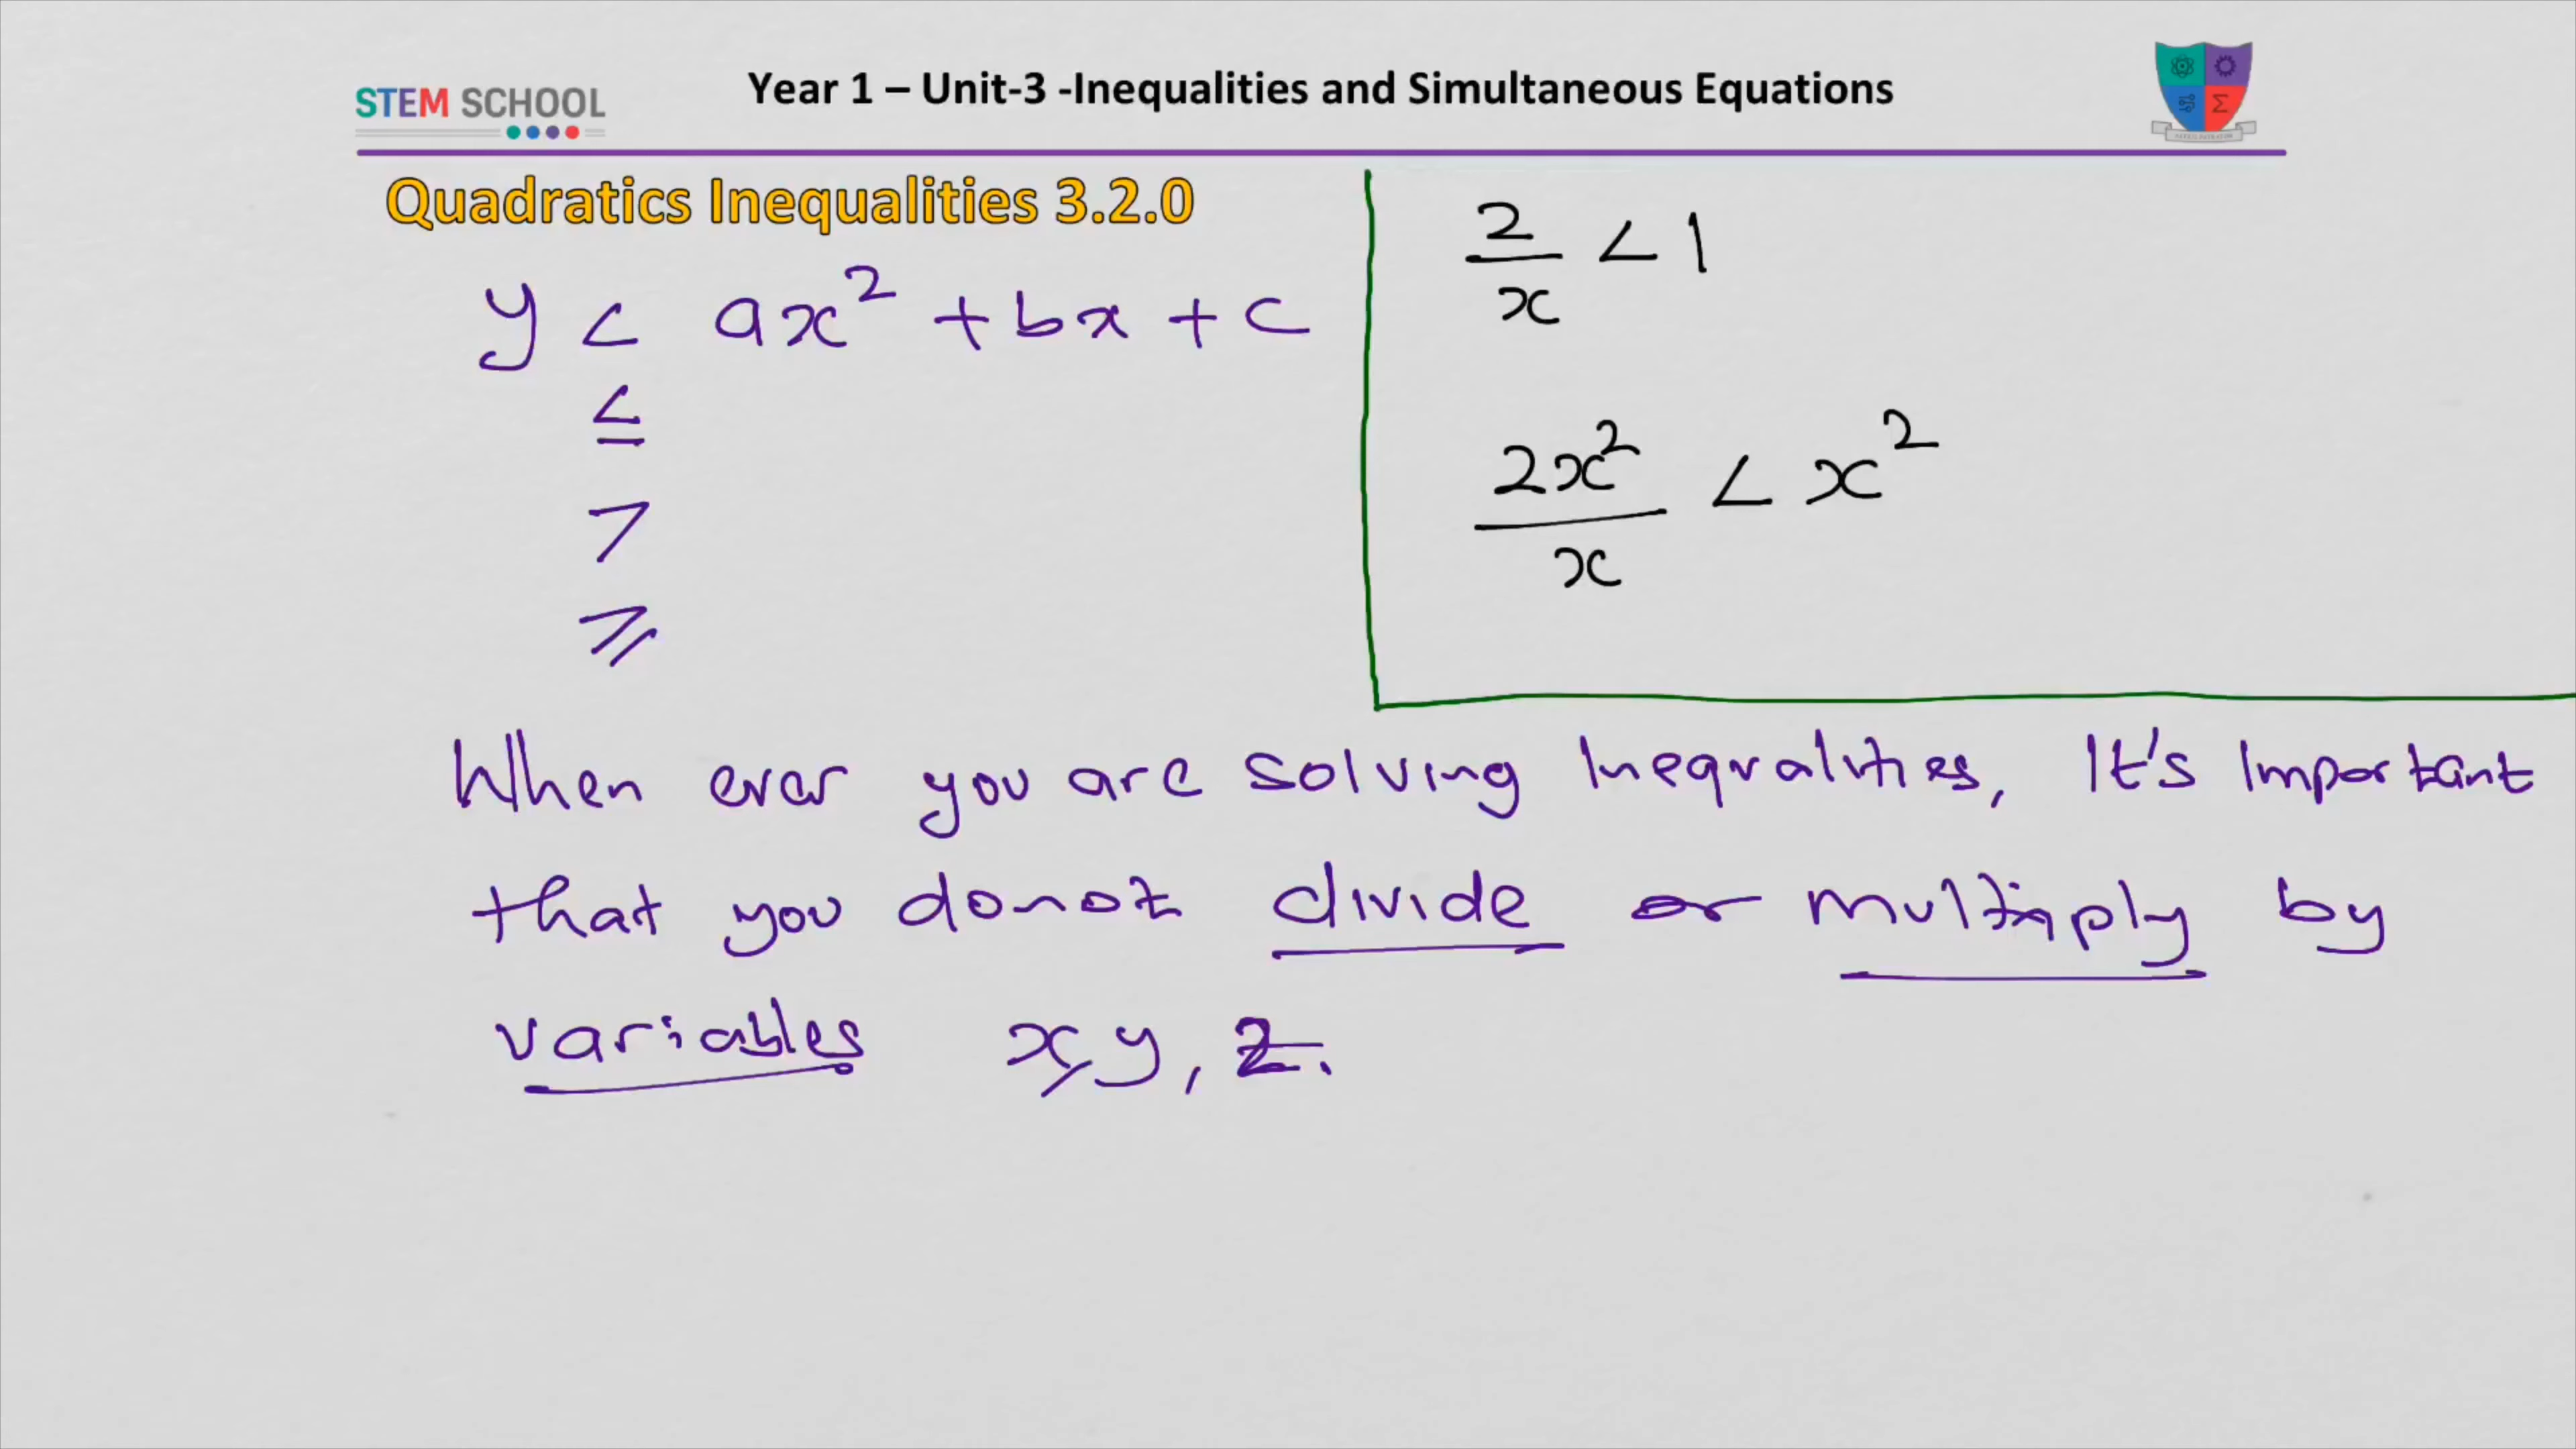 STEM SCHOOL
Year 1 – Unit-3 -Inequalities and Simultaneous Equations
Quadratics Inequalities 3.2.0
y < ax² + bx + c
≤
>
≥
2/x < 1
2x²/x < x²
When ever you are solving Inequalities, It's Important
that you donot divide or multiply by
variables x, y, z.